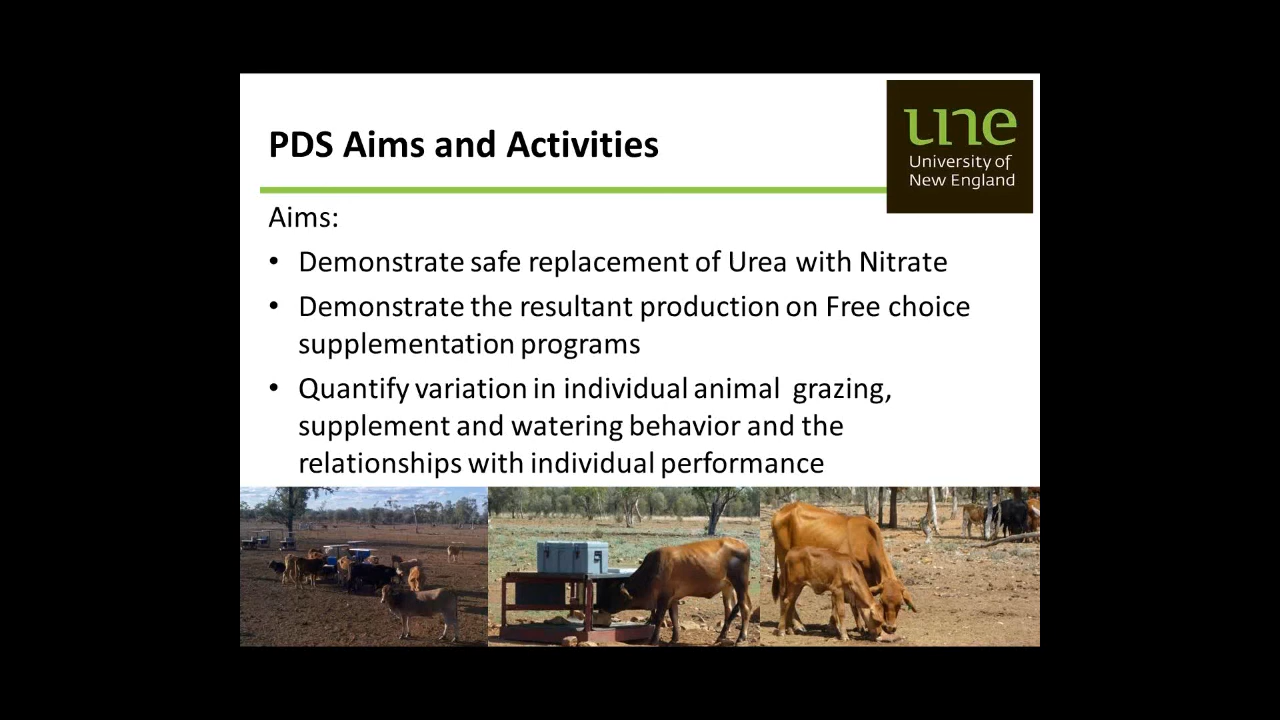 PDS Aims and Activities
une
University of
New England
Aims:
• Demonstrate safe replacement of Urea with Nitrate
• Demonstrate the resultant production on Free choice
supplementation programs
• Quantify variation in individual animal  grazing,
supplement and watering behavior and the
relationships with individual performance